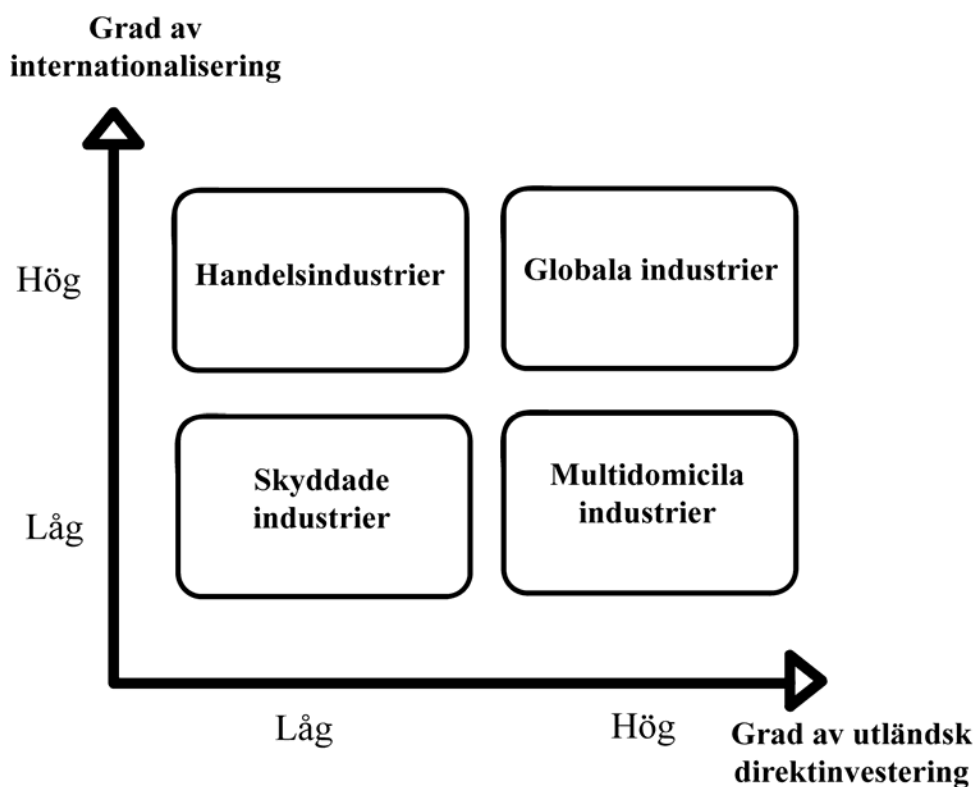 Grad av
internationalisering
Hög
Handelsindustrier
Globala industrier
Låg
Skyddade
industrier
Multidomicila
industrier
Låg
Hög
Grad av utländsk
direktinvestering